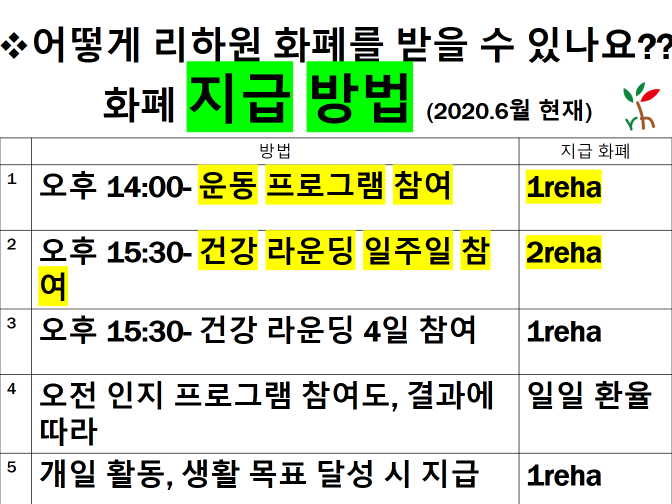 ❖어떻게 리하원 화폐를 받을 수 있나요??
화폐 지급 방법 (2020.6월 현재)
방법 지급 화폐
1 오후 14:00- 운동 프로그램 참여 1reha
2 오후 15:30- 건강 라운딩 일주일 참 2reha
여
3 오후 15:30- 건강 라운딩 4일 참여 1reha
4 오전 인지 프로그램 참여도, 결과에 일일 환율
따라
5 개일 활동, 생활 목표 달성 시 지급 1reha